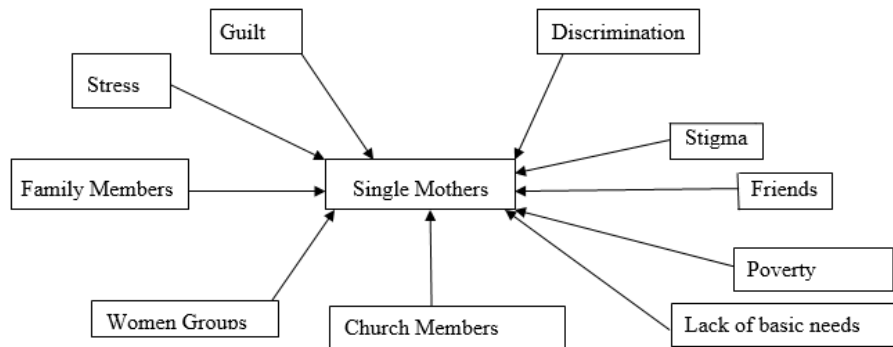 Guilt
Discrimination
Stress
Stigma
Family Members
Single Mothers
Friends
Poverty
Women Groups
Church Members
Lack of basic needs